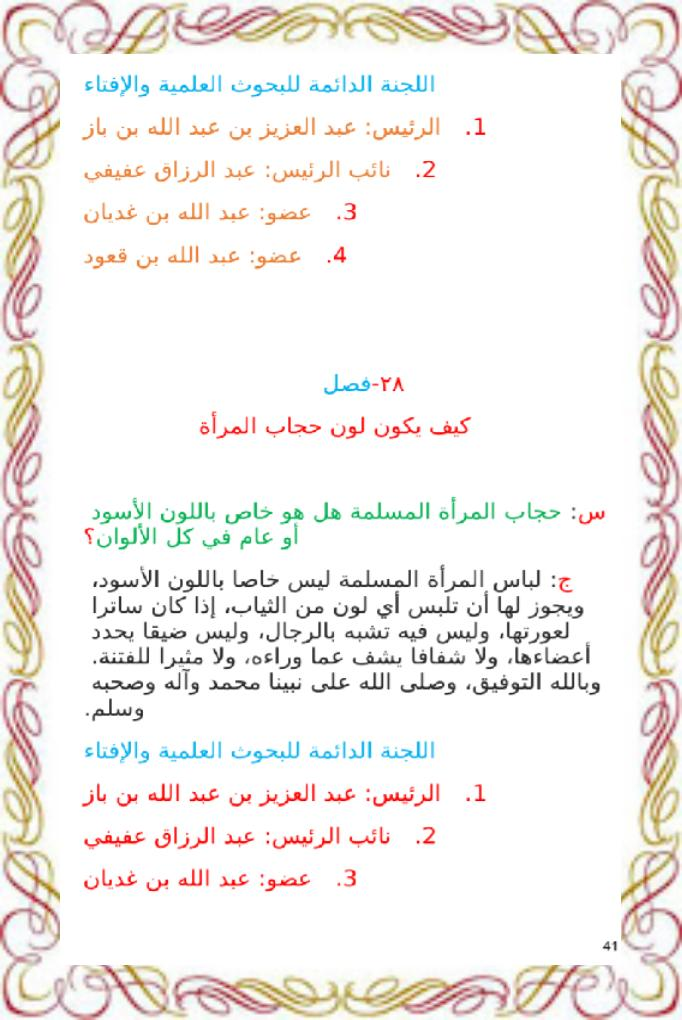 اللجنة الدائمة للبحوث العلمية والإفتاء
1. الرئيس: عبد العزيز بن عبد الله بن باز
2. نائب الرئيس: عبد الرزاق عفيفي
3. عضو: عبد الله بن غديان
4. عضو: عبد الله بن قعود
٢٨-فصل
كيف يكون لون حجاب المرأة
س: حجاب المرأة المسلمة هل هو خاص باللون الأسود
أو عام في كل الألوان؟
ج: لباس المرأة المسلمة ليس خاصا باللون الأسود،
ويجوز لها أن تلبس أي لون من الثياب، إذا كان ساترا
لعورتها، وليس فيه تشبه بالرجال، وليس ضيقا يحدد
أعضاءها، ولا شفافا يشف عما وراءه، ولا مثيرا للفتنة.
وبالله التوفيق، وصلى الله على نبينا محمد وآله وصحبه
وسلم.
اللجنة الدائمة للبحوث العلمية والإفتاء
1. الرئيس: عبد العزيز بن عبد الله بن باز
2. نائب الرئيس: عبد الرزاق عفيفي
3. عضو: عبد الله بن غديان
41